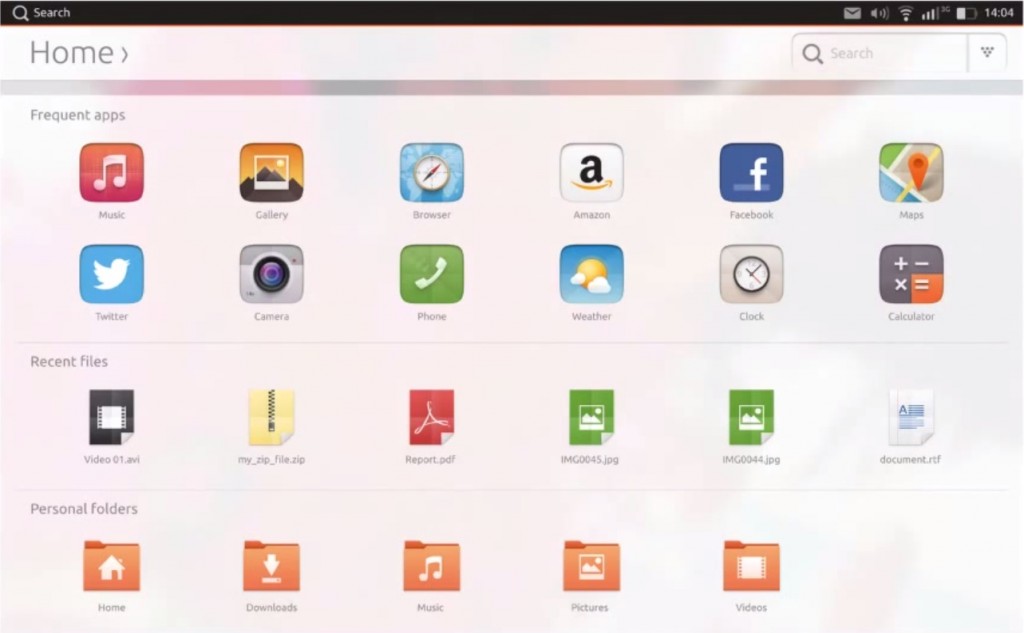 Search
3G 14:04
Home ›
Search
Frequent apps
Music Gallery Browser Amazon Facebook Maps
Twitter Camera Phone Weather Clock Calculator
Recent files
Video 01.avi my_zip_file.zip Report.pdf IMG0045.jpg IMG0044.jpg document.rtf
Personal folders
Home Downloads Music Pictures Videos